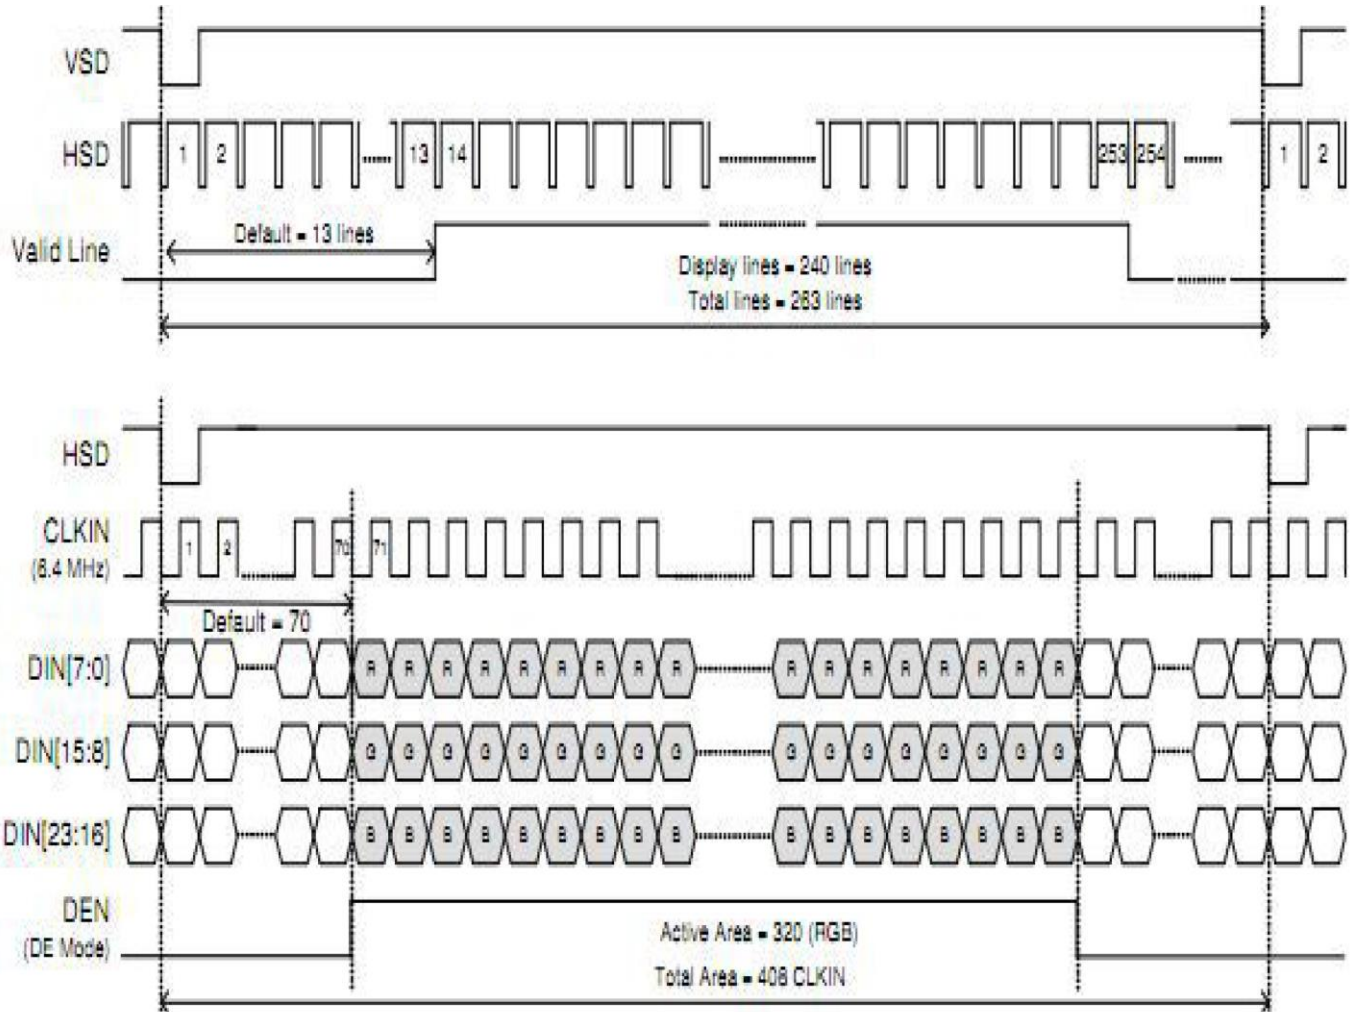 VSD
HSD 1 2 13 14 253 254 1 2
Valid Line
Default = 13 lines
Display lines = 240 lines
Total lines = 263 lines
HSD
CLKIN 1 2 70 71
(6.4 MHz)
Default = 70
DIN[7:0] R R R R R R R R R R R R R R R R R
DIN[15:8] G G G G G G G G G G G G G G G G G
DIN[23:16] B B B B B B B B B B B B B B B B B
DEN
(DE Mode)
Active Area = 320 (RGB)
Total Area = 408 CLKIN